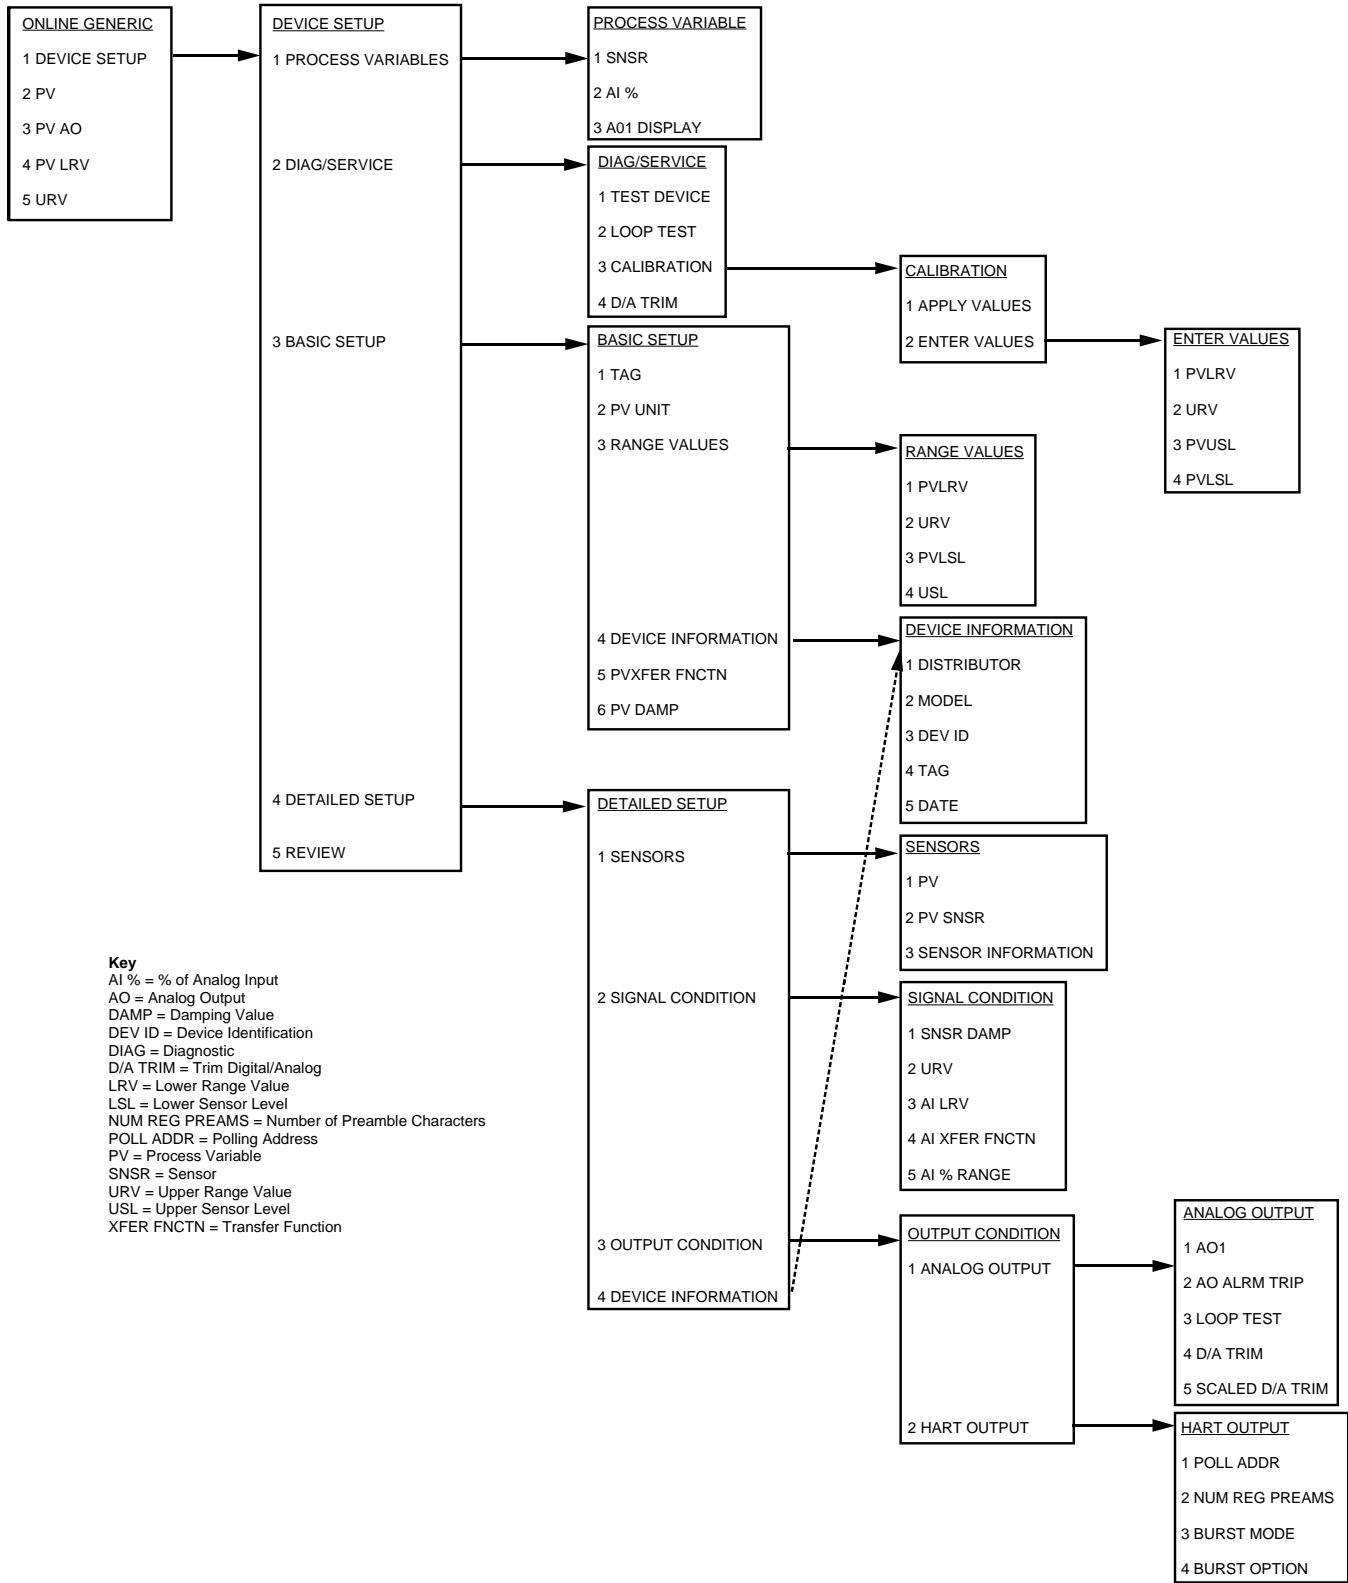 ONLINE GENERIC
1 DEVICE SETUP
2 PV
3 PV AO
4 PV LRV
5 URV
DEVICE SETUP
1 PROCESS VARIABLES
2 DIAG/SERVICE
3 BASIC SETUP
4 DETAILED SETUP
5 REVIEW
PROCESS VARIABLE
1 SNSR
2 AI %
3 A01 DISPLAY
DIAG/SERVICE
1 TEST DEVICE
2 LOOP TEST
3 CALIBRATION
4 D/A TRIM
CALIBRATION
1 APPLY VALUES
2 ENTER VALUES
ENTER VALUES
1 PVLRV
2 URV
3 PVUSL
4 PVLSL
BASIC SETUP
1 TAG
2 PV UNIT
3 RANGE VALUES
4 DEVICE INFORMATION
5 PVXFER FNCTN
6 PV DAMP
RANGE VALUES
1 PVLRV
2 URV
3 PVLSL
4 USL
DEVICE INFORMATION
1 DISTRIBUTOR
2 MODEL
3 DEV ID
4 TAG
5 DATE
DETAILED SETUP
1 SENSORS
2 SIGNAL CONDITION
3 OUTPUT CONDITION
4 DEVICE INFORMATION
SENSORS
1 PV
2 PV SNSR
3 SENSOR INFORMATION
SIGNAL CONDITION
1 SNSR DAMP
2 URV
3 AI LRV
4 AI XFER FNCTN
5 AI % RANGE
OUTPUT CONDITION
1 ANALOG OUTPUT
2 HART OUTPUT
ANALOG OUTPUT
1 AO1
2 AO ALRM TRIP
3 LOOP TEST
4 D/A TRIM
5 SCALED D/A TRIM
HART OUTPUT
1 POLL ADDR
2 NUM REG PREAMS
3 BURST MODE
4 BURST OPTION
Key
AI % = % of Analog Input
AO = Analog Output
DAMP = Damping Value
DEV ID = Device Identification
DIAG = Diagnostic
D/A TRIM = Trim Digital/Analog
LRV = Lower Range Value
LSL = Lower Sensor Level
NUM REG PREAMS = Number of Preamble Characters
POLL ADDR = Polling Address
PV = Process Variable
SNSR = Sensor
URV = Upper Range Value
USL = Upper Sensor Level
XFER FNCTN = Transfer Function